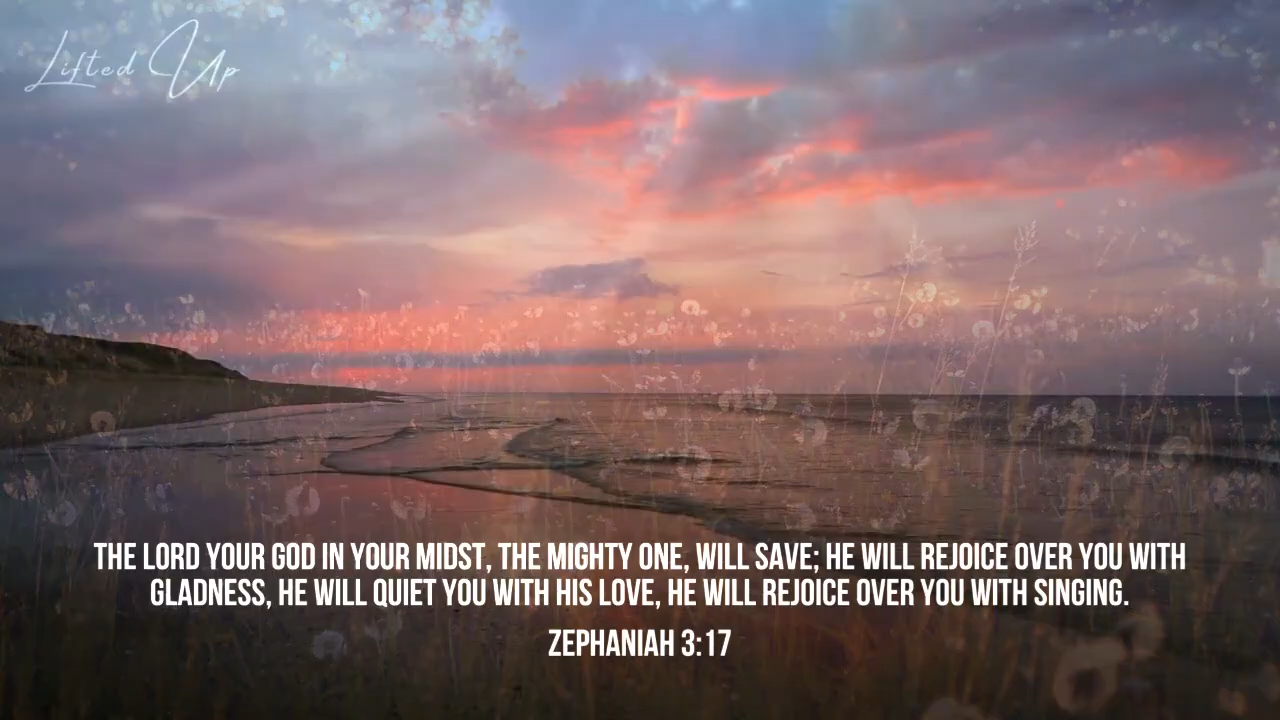 Lifted Up
THE LORD YOUR GOD IN YOUR MIDST, THE MIGHTY ONE, WILL SAVE; HE WILL REJOICE OVER YOU WITH
GLADNESS, HE WILL QUIET YOU WITH HIS LOVE, HE WILL REJOICE OVER YOU WITH SINGING.
ZEPHANIAH 3:17